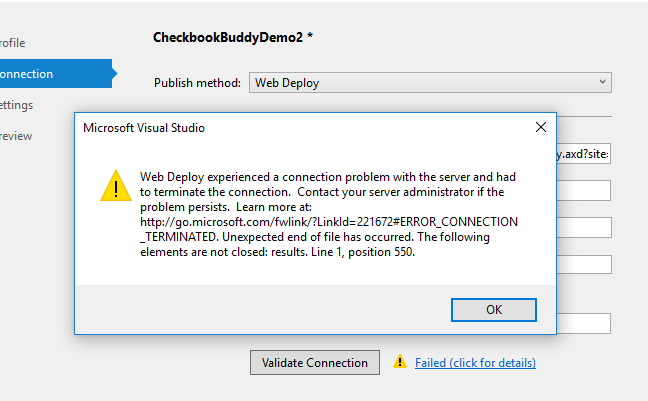 CheckbookBuddyDemo2 *
rofile
onnection
Publish method: Web Deploy
ettings
review
Microsoft Visual Studio
y.axd?site=
Web Deploy experienced a connection problem with the server and had
to terminate the connection. Contact your server administrator if the
problem persists. Learn more at:
http://go.microsoft.com/fwlink/?LinkId=221672#ERROR_CONNECTION
_TERMINATED. Unexpected end of file has occurred. The following
elements are not closed: results. Line 1, position 550.
OK
Validate Connection
Failed (click for details)